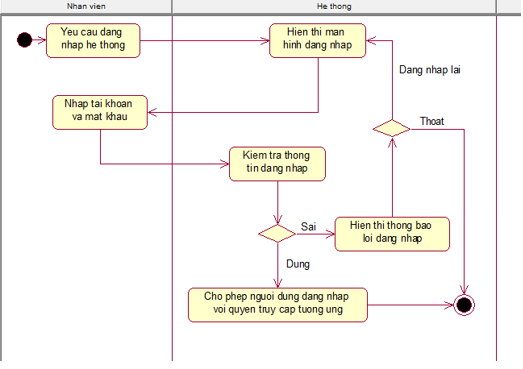 Nhan vien
He thong
Yeu cau dang
nhap he thong
Hien thi man
hinh dang nhap
Dang nhap lai
Nhap tai khoan
va mat khau
Thoat
Kiem tra thong
tin dang nhap
Sai
Hien thi thong bao
loi dang nhap
Dung
Cho phep nguoi dung dang nhap
voi quyen truy cap tuong ung